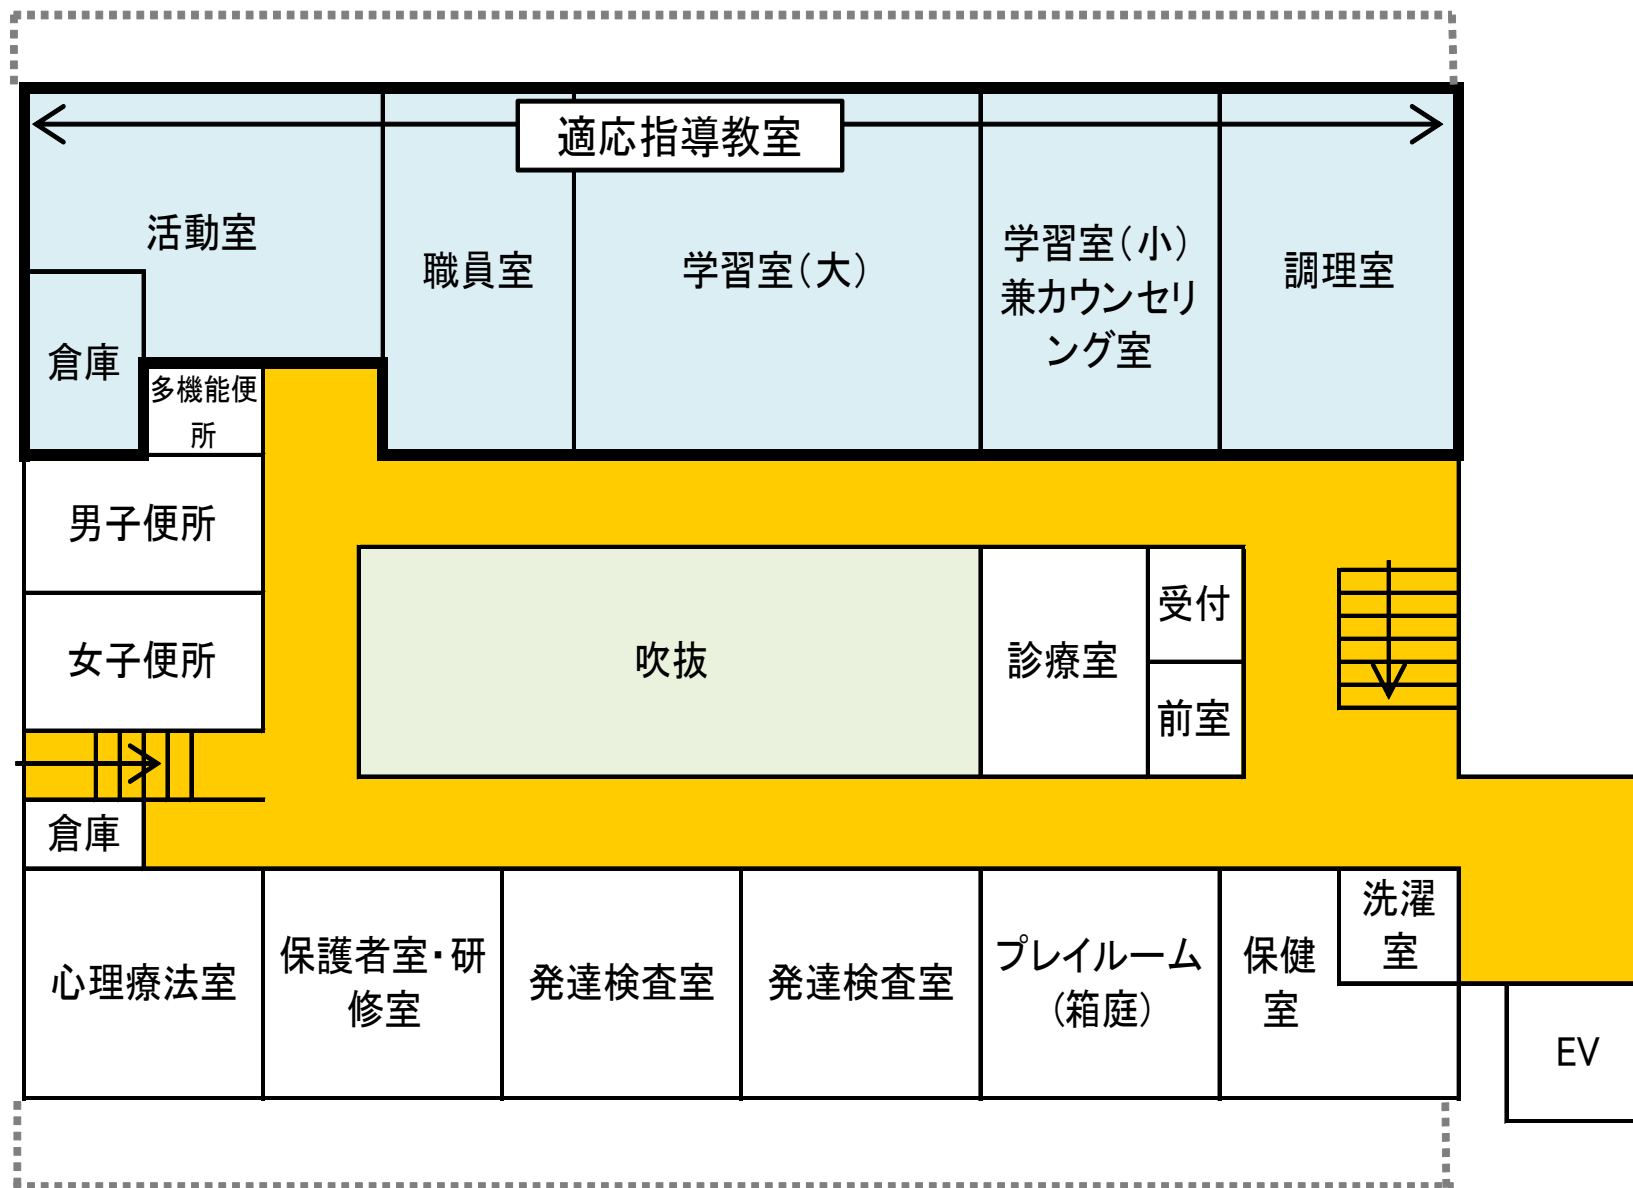 適応指導教室
活動室
職員室
学習室(大)
学習室(小)
兼カウンセリ
ング室
調理室
倉庫
多機能便
所
男子便所
女子便所
吹抜
診療室
受付
前室
倉庫
心理療法室
保護者室・研
修室
発達検査室
発達検査室
プレイルーム
(箱庭)
保健
室
洗濯
室
EV